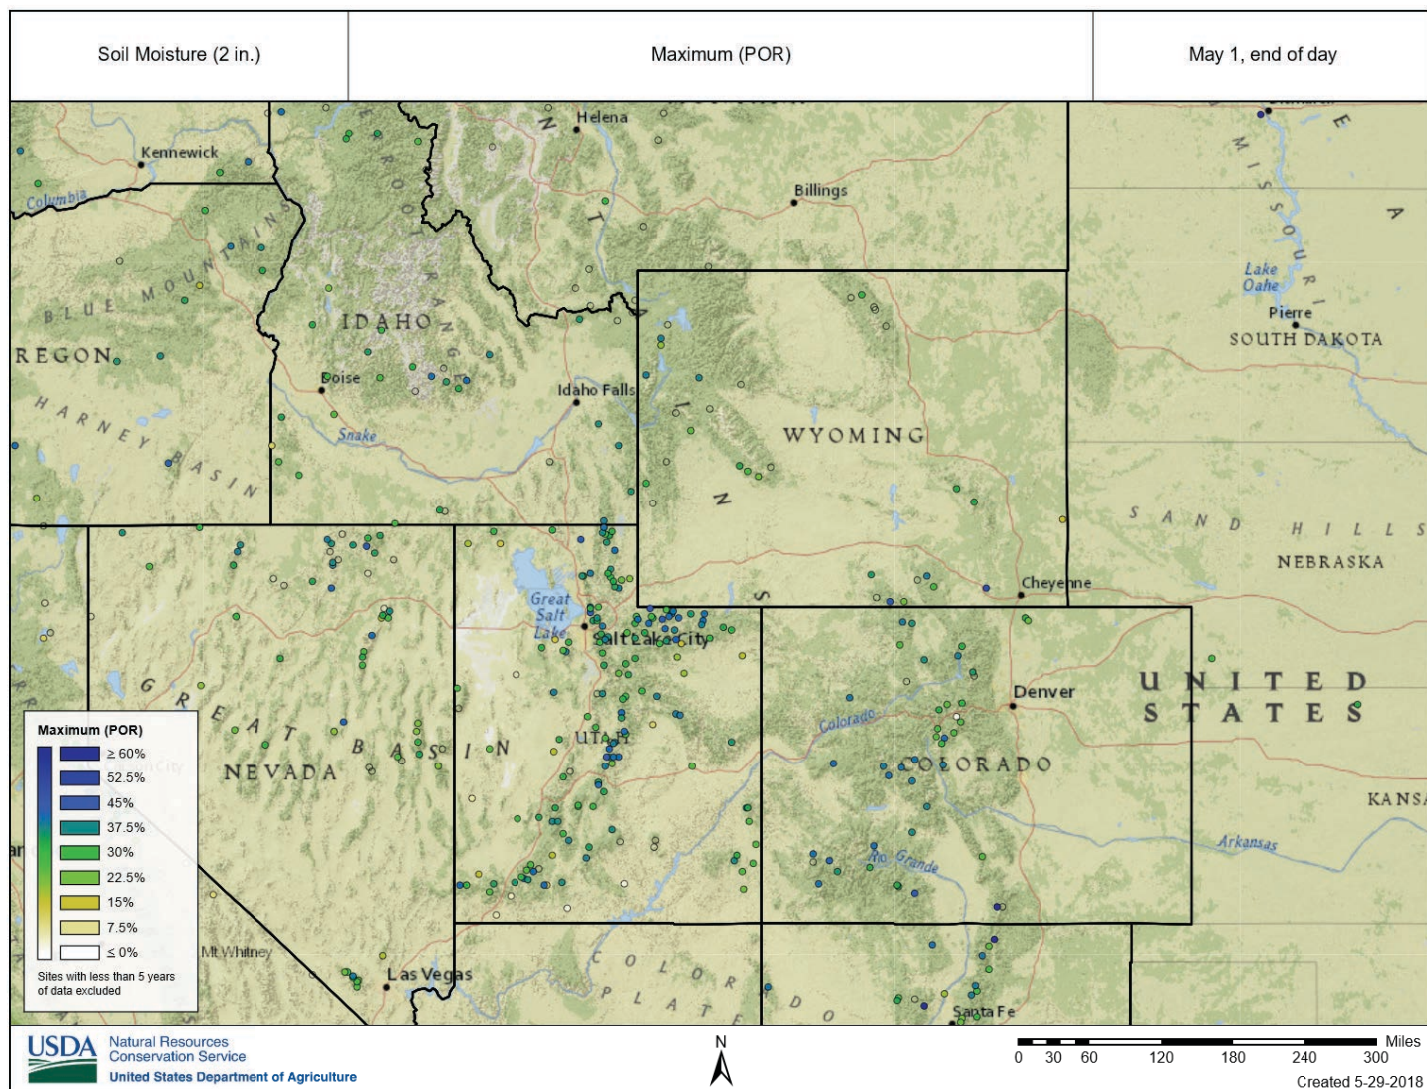 Soil Moisture (2 in.)
Maximum (POR)
May 1, end of day
Helena
Kennewick
Columbia
Billings
MISSOURI
Lake
Oahe
Pierre
SOUTH DAKOTA
BLUE MOUNTAINS
IDAHO
REGON
Boise
Idaho Falls
HARNEY BASIN
Snake
WYOMING
SAND HILLS
NEBRASKA
Cheyenne
Great
Salt
Lake
Salt Lake City
GREAT BASIN
UNITED
STATES
Denver
Colorado
UTAH
NEVADA
COLORADO
KANSA
Arkansas
Rio Grande
Mt Whitney
Las Vegas
COLORADO
PLATE
Santa Fe
Maximum (POR)
≥ 60%
52.5%
45%
37.5%
30%
22.5%
15%
7.5%
≤ 0%
Sites with less than 5 years
of data excluded
USDA
Natural Resources
Conservation Service
United States Department of Agriculture
N
Miles
0 30 60 120 180 240 300
Created 5-29-2018